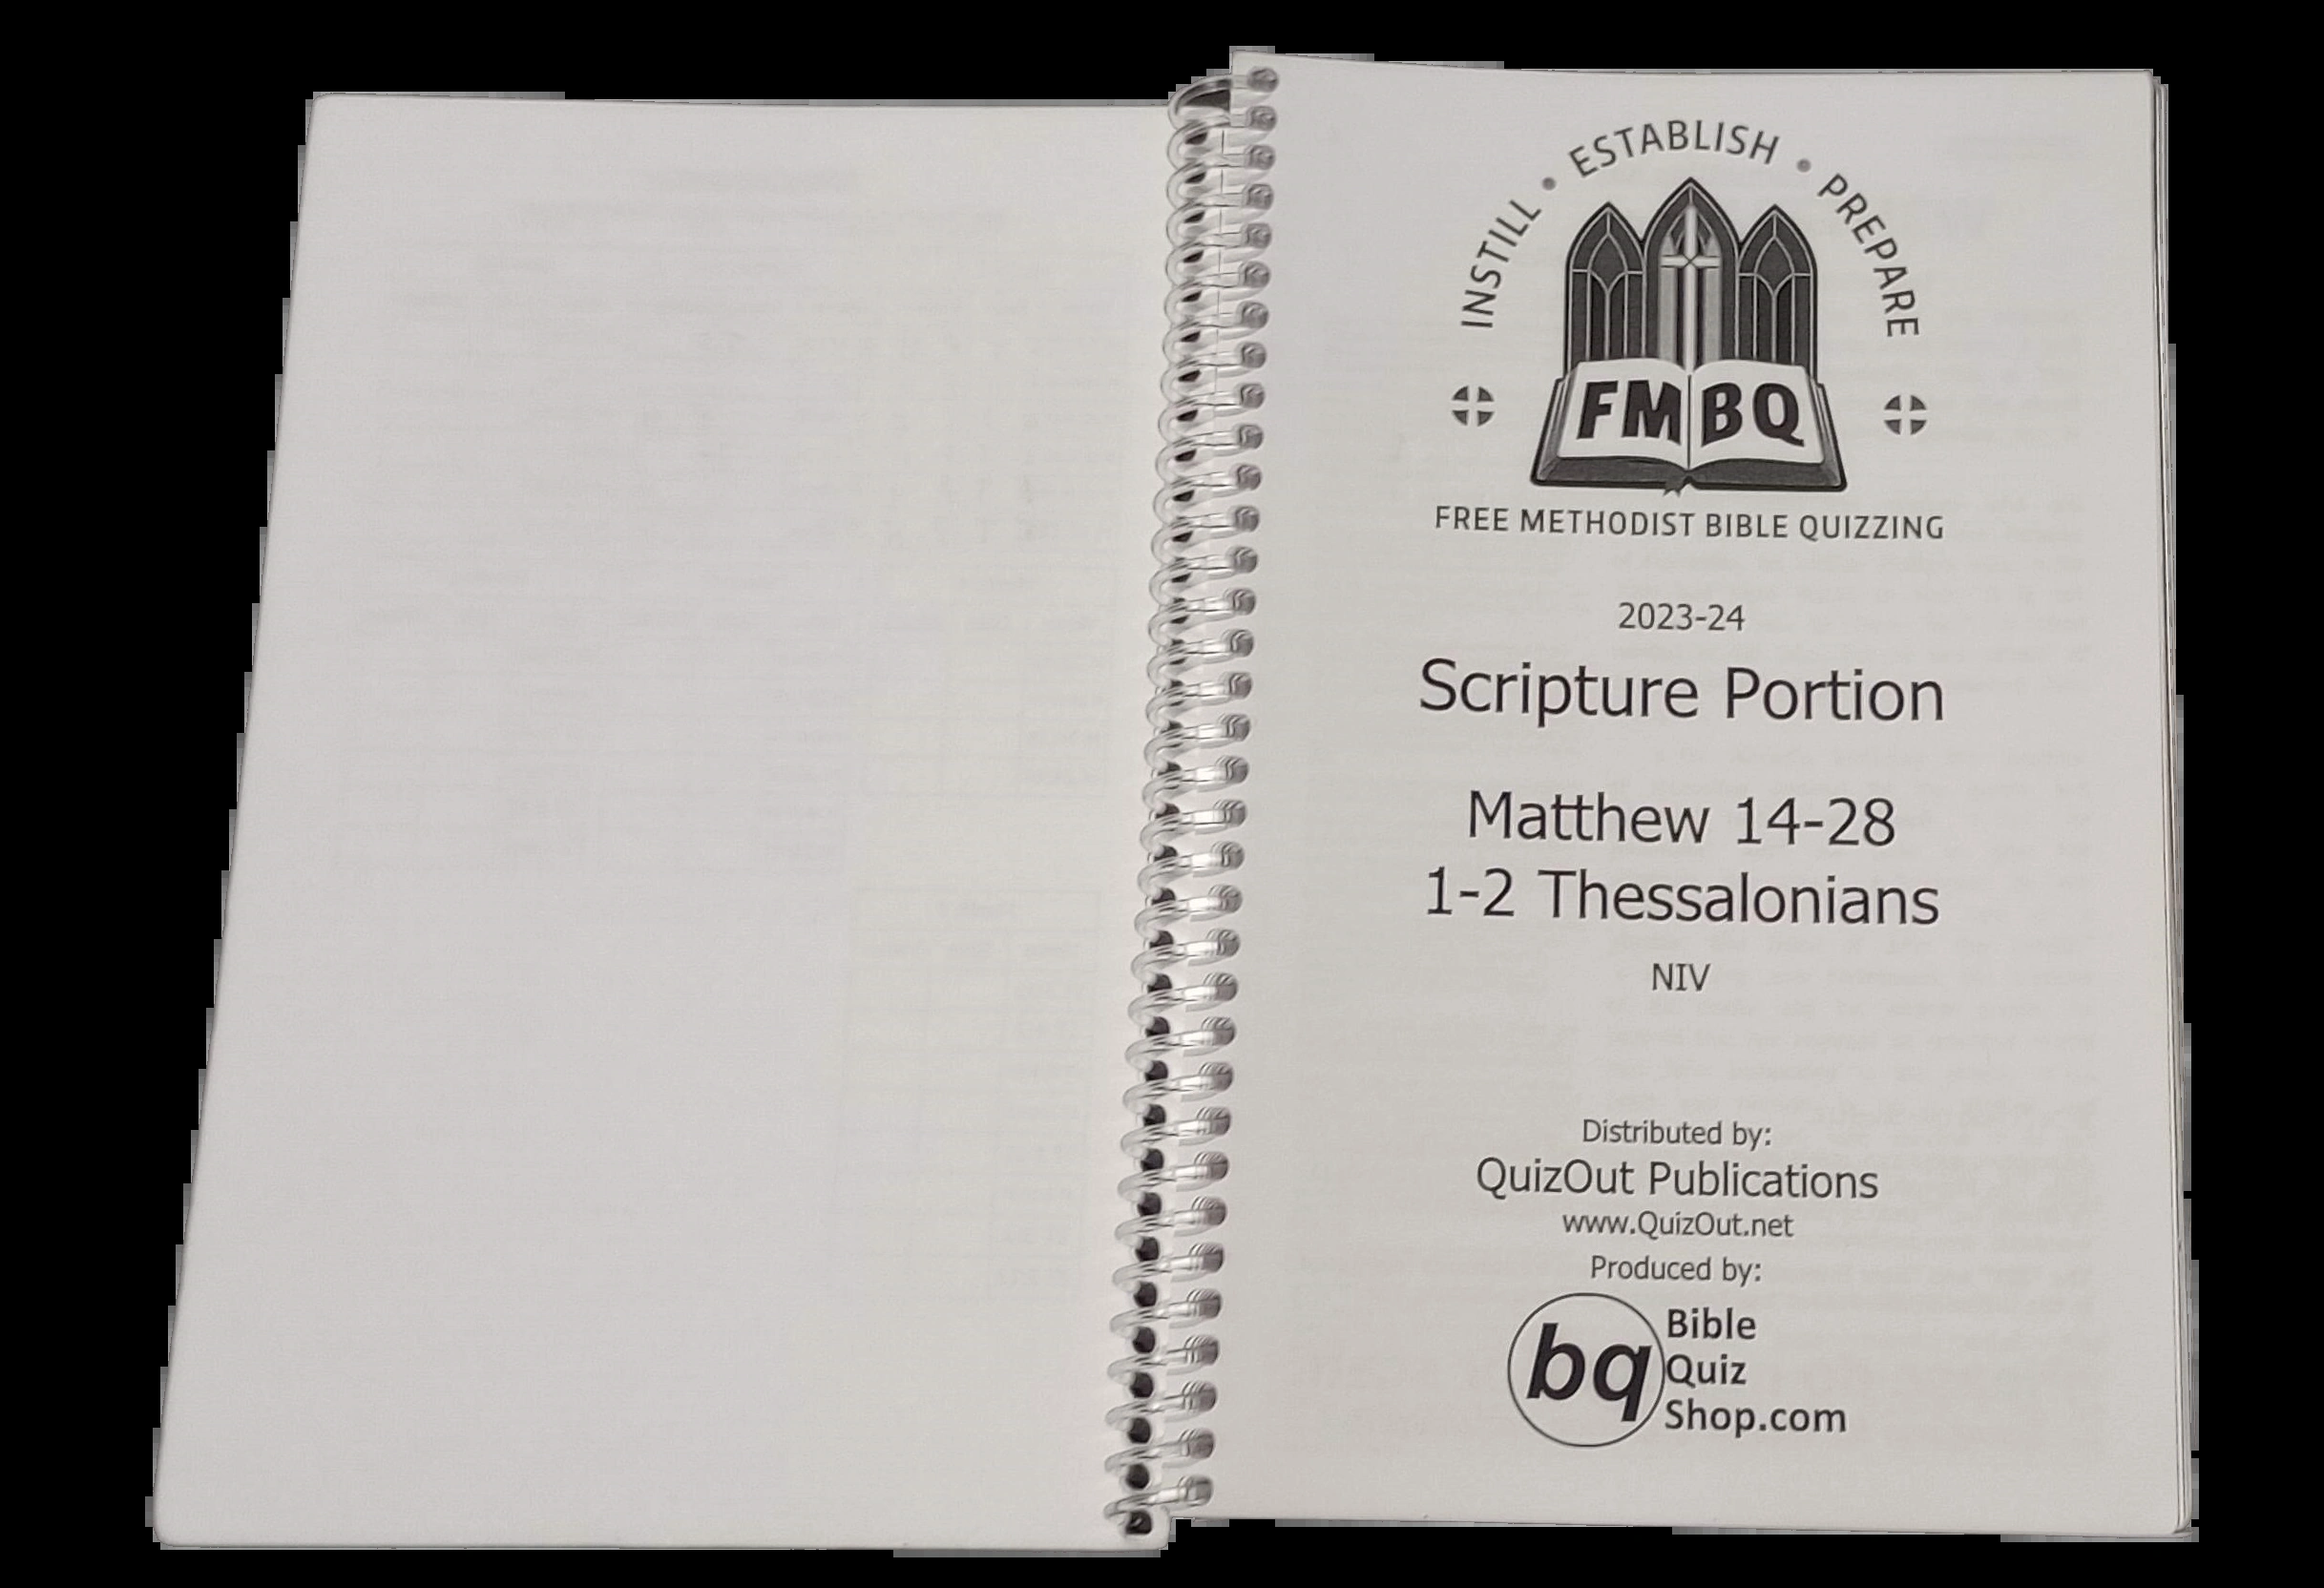 INSTILL • ESTABLISH • PREPARE
FMBQ
FREE METHODIST BIBLE QUIZZING
2023-24
Scripture Portion
Matthew 14-28
1-2 Thessalonians
NIV
Distributed by:
QuizOut Publications
www.QuizOut.net
Produced by:
bq
Bible
Quiz
Shop.com